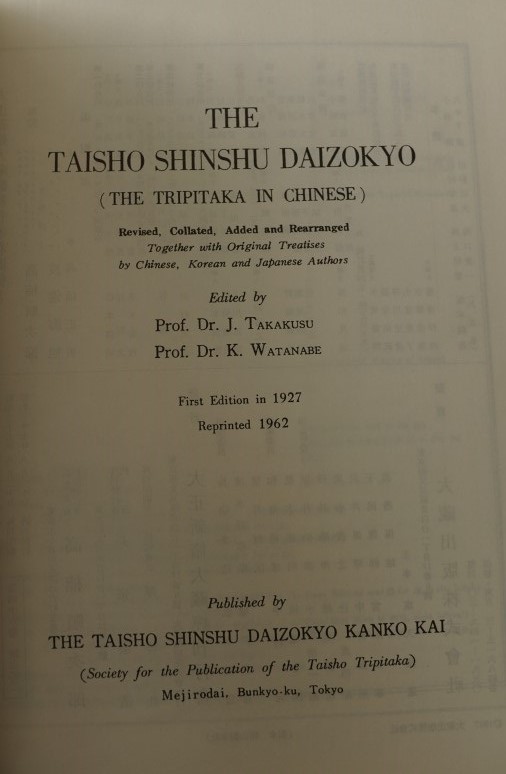 THE
TAISHO SHINSHU DAIZOKYO
(THE TRIPITAKA IN CHINESE)
Revised, Collated, Added and Rearranged
Together with Original Treatises
by Chinese, Korean and Japanese Authors
Edited by
Prof. Dr. J. TAKAKUSU
Prof. Dr. K. WATANABE
First Edition in 1927
Reprinted 1962
Published by
THE TAISHO SHINSHU DAIZOKYO KANKO KAI
(Society for the Publication of the Taisho Tripitaka)
Mejirodai, Bunkyo-ku, Tokyo